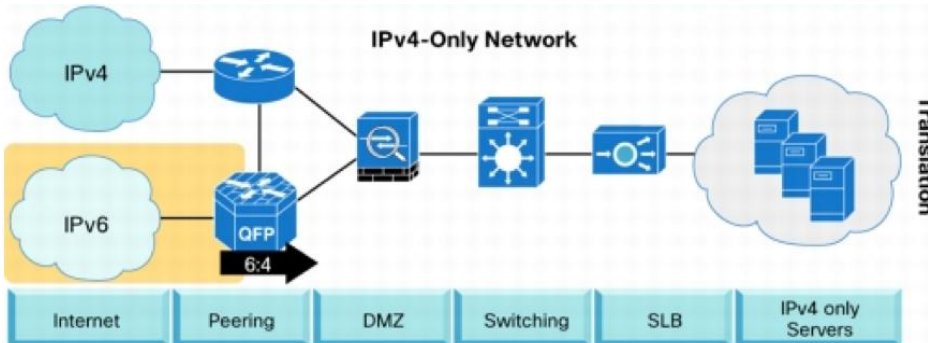 IPv4-Only Network
IPv4
IPv6
QFP
6:4
Translation
Internet
Peering
DMZ
Switching
SLB
IPv4 only
Servers